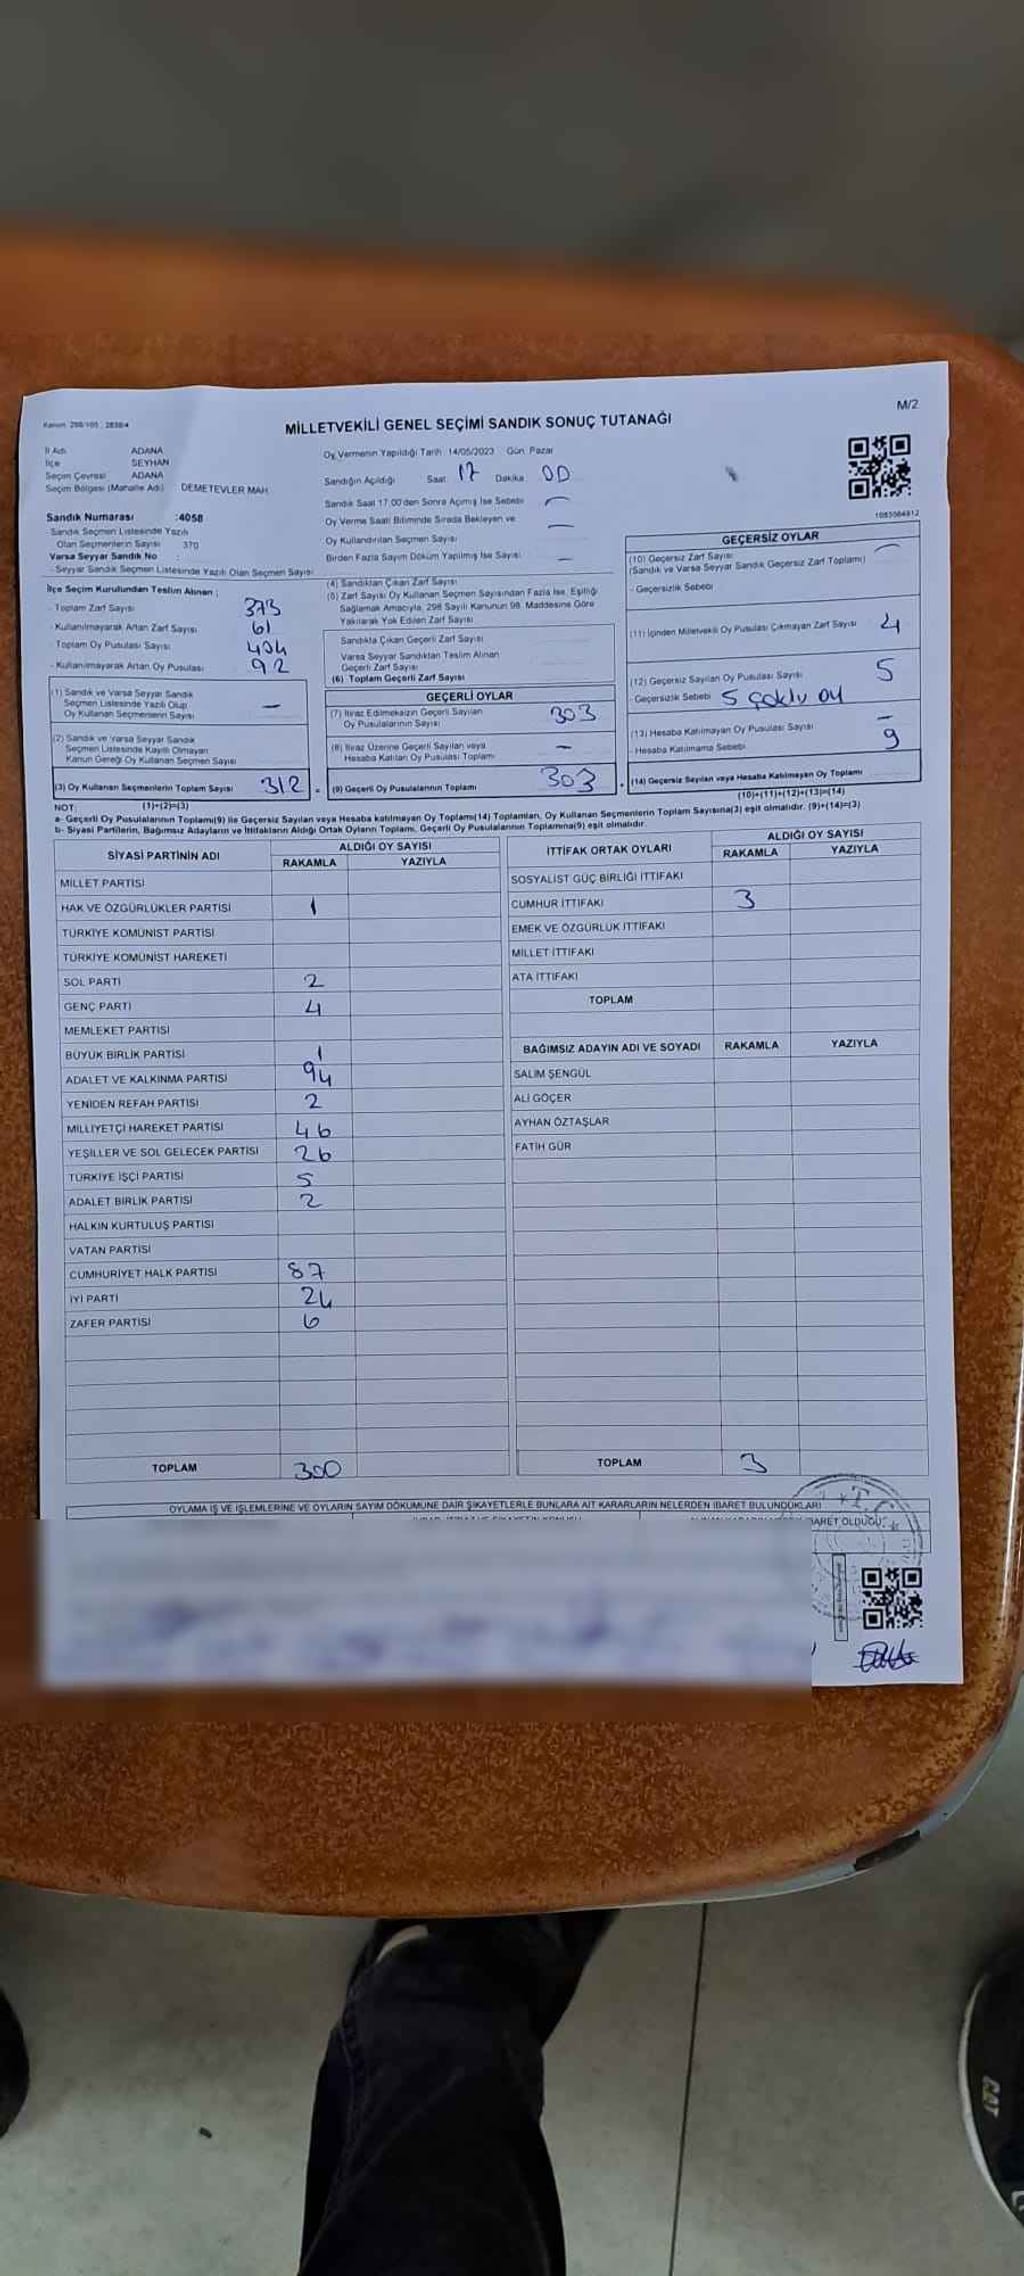 Kanun: 298/105 , 2839/4
M/2
MİLLETVEKİLİ GENEL SEÇİMİ SANDIK SONUÇ TUTANAĞI
İl Adı ADANA
İlçe SEYHAN
Seçim Çevresi ADANA
Seçim Bölgesi (Mahalle Adı) DEMETEVLER MAH.
Sandık Numarası :4058
- Sandık Seçmen Listesinde Yazılı
Olan Seçmenlerin Sayısı 370
Varsa Seyyar Sandık No :
- Seyyar Sandık Seçmen Listesinde Yazılı Olan Seçmen Sayısı
Oy Vermenin Yapıldığı Tarih 14/05/2023 Gün Pazar
Sandığın Açıldığı Saat 17 Dakika 00
Sandık Saat 17:00'den Sonra Açılmış İse Sebebi —
Oy Verme Saati Bitiminde Sırada Bekleyen ve —
Oy Kullandırılan Seçmen Sayısı
Birden Fazla Sayım Döküm Yapılmış İse Sayısı —
İlçe Seçim Kurulundan Teslim Alınan ;
- Toplam Zarf Sayısı 373
- Kullanılmayarak Artan Zarf Sayısı 61
- Toplam Oy Pusulası Sayısı 404
- Kullanılmayarak Artan Oy Pusulası 92
(1) Sandık ve Varsa Seyyar Sandık
Seçmen Listesinde Yazılı Olup
Oy Kullanan Seçmenlerin Sayısı —
(2) Sandık ve Varsa Seyyar Sandık
Seçmen Listesinde Kayıtlı Olmayan
Kanun Gereği Oy Kullanan Seçmen Sayısı
(3) Oy Kullanan Seçmenlerin Toplam Sayısı 312
(1)+(2)=(3)
(4) Sandıktan Çıkan Zarf Sayısı
(5) Zarf Sayısı Oy Kullanan Seçmen Sayısından Fazla İse, Eşitliği
Sağlamak Amacıyla, 298 Sayılı Kanunun 98. Maddesine Göre
Yakılarak Yok Edilen Zarf Sayısı
Sandıkta Çıkan Geçerli Zarf Sayısı
Varsa Seyyar Sandıktan Teslim Alınan
Geçerli Zarf Sayısı
(6) Toplam Geçerli Zarf Sayısı
GEÇERLİ OYLAR
(7) İtiraz Edilmeksizin Geçerli Sayılan
Oy Pusulalarının Sayısı 303
(8) İtiraz Üzerine Geçerli Sayılan veya
Hesaba Katılan Oy Pusulası Toplamı —
(9) Geçerli Oy Pusulalarının Toplamı 303
GEÇERSİZ OYLAR
(10) Geçersiz Zarf Sayısı —
(Sandık ve Varsa Seyyar Sandık Geçersiz Zarf Toplamı)
- Geçersizlik Sebebi
(11) İçinden Milletvekili Oy Pusulası Çıkmayan Zarf Sayısı 4
(12) Geçersiz Sayılan Oy Pusulası Sayısı 5
- Geçersizlik Sebebi 5 çoklu oy
(13) Hesaba Katılmayan Oy Pusulası Sayısı —
- Hesaba Katılmama Sebebi 9
(14) Geçersiz Sayılan veya Hesaba Katılmayan Oy Toplamı
(10)+(11)+(12)+(13)=(14)
NOT:
a- Geçerli Oy Pusulalarının Toplamı(9) ile Geçersiz Sayılan veya Hesaba katılmayan Oy Toplamı(14) Toplamları, Oy Kullanan Seçmenlerin Toplam Sayısına(3) eşit olmalıdır. (9)+(14)=(3)
b- Siyasi Partilerin, Bağımsız Adayların ve İttifakların Aldığı Ortak Oyların Toplamı, Geçerli Oy Pusulalarının Toplamına(9) eşit olmalıdır.
SİYASİ PARTİNİN ADI ALDIĞI OY SAYISI
RAKAMLA YAZIYLA
MİLLET PARTİSİ
HAK VE ÖZGÜRLÜKLER PARTİSİ 1
TÜRKİYE KOMÜNİST PARTİSİ
TÜRKİYE KOMÜNİST HAREKETİ
SOL PARTİ 2
GENÇ PARTİ 4
MEMLEKET PARTİSİ
BÜYÜK BİRLİK PARTİSİ 1
ADALET VE KALKINMA PARTİSİ 94
YENİDEN REFAH PARTİSİ 2
MİLLİYETÇİ HAREKET PARTİSİ 46
YEŞİLLER VE SOL GELECEK PARTİSİ 26
TÜRKİYE İŞÇİ PARTİSİ 5
ADALET BİRLİK PARTİSİ 2
HALKIN KURTULUŞ PARTİSİ
VATAN PARTİSİ
CUMHURİYET HALK PARTİSİ 87
İYİ PARTİ 24
ZAFER PARTİSİ 6
TOPLAM 300
İTTİFAK ORTAK OYLARI ALDIĞI OY SAYISI
RAKAMLA YAZIYLA
SOSYALİST GÜÇ BİRLİĞİ İTTİFAKI
CUMHUR İTTİFAKI 3
EMEK VE ÖZGÜRLÜK İTTİFAKI
MİLLET İTTİFAKI
ATA İTTİFAKI
TOPLAM
BAĞIMSIZ ADAYIN ADI VE SOYADI RAKAMLA YAZIYLA
SALİM ŞENGÜL
ALİ GÖÇER
AYHAN ÖZTAŞLAR
FATİH GÜR
TOPLAM 3
OYLAMA İŞ VE İŞLEMLERİNE VE OYLARIN SAYIM DÖKÜMÜNE DAİR ŞİKAYETLERLE BUNLARA AİT KARARLARIN NELERDEN İBARET BULUNDUKLARI
BARET OLDUĞU
T.C.
CAT